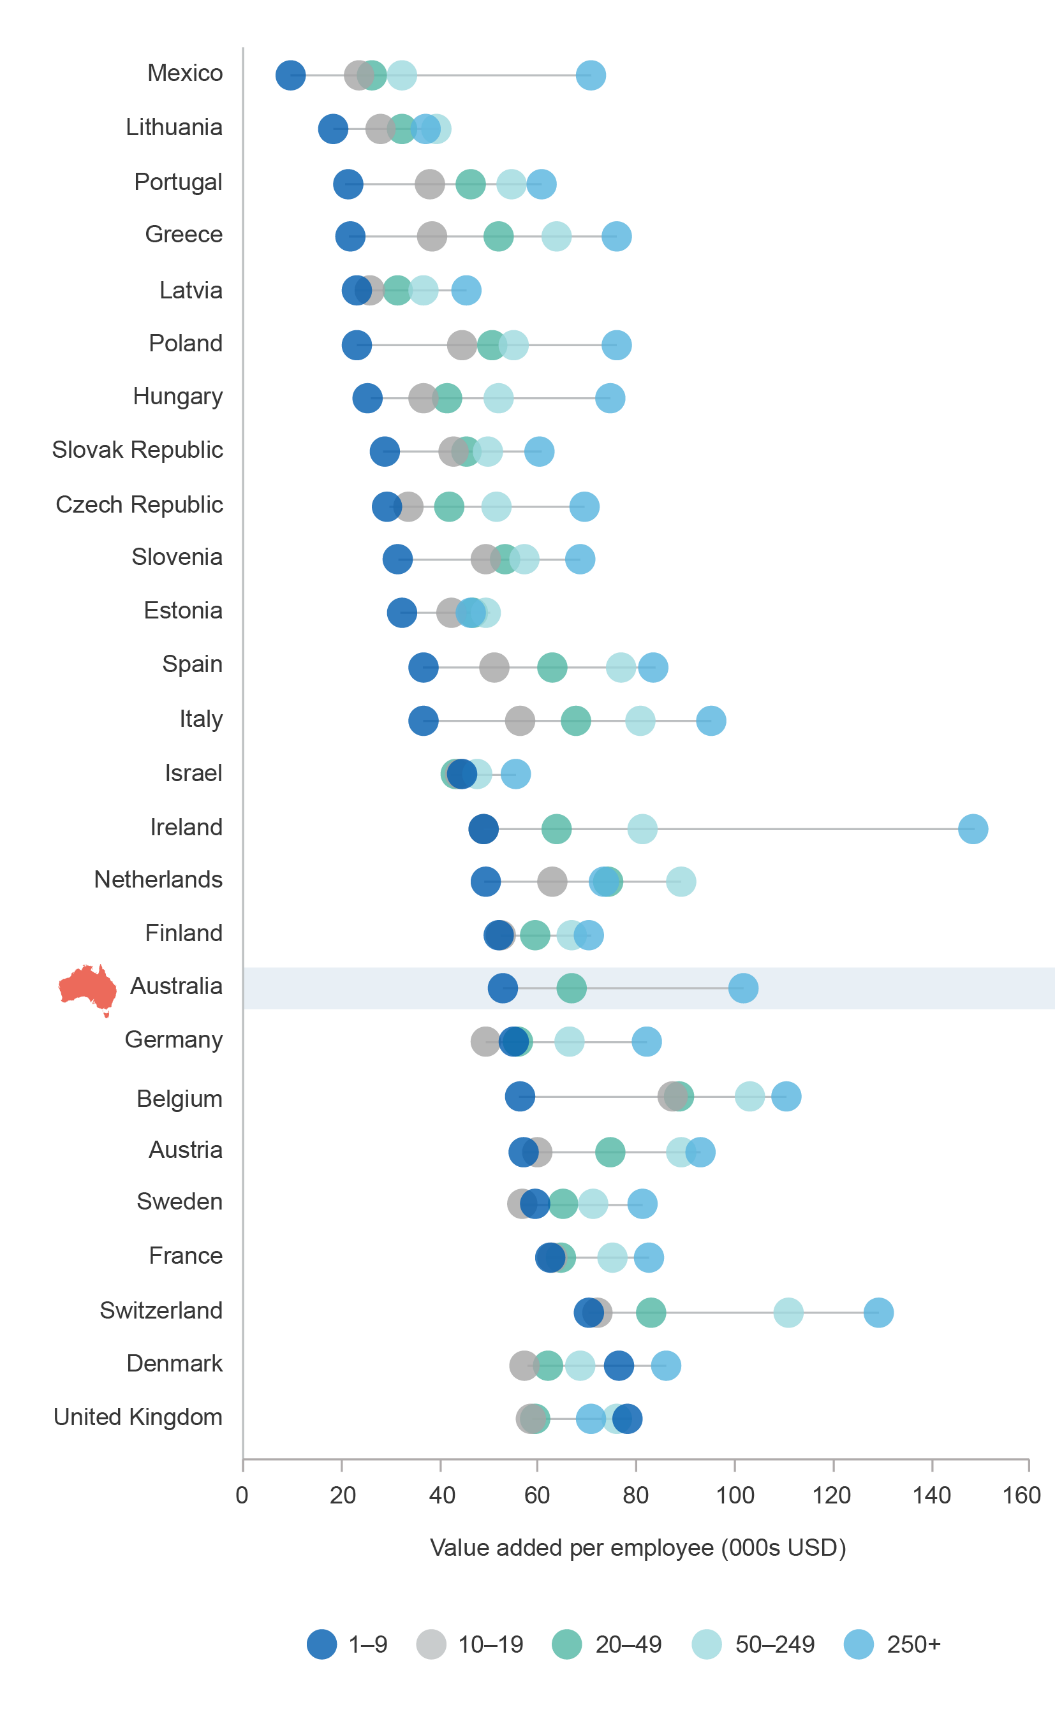 Mexico
Lithuania
Portugal
Greece
Latvia
Poland
Hungary
Slovak Republic
Czech Republic
Slovenia
Estonia
Spain
Italy
Israel
Ireland
Netherlands
Finland
Australia
Germany
Belgium
Austria
Sweden
France
Switzerland
Denmark
United Kingdom
0 20 40 60 80 100 120 140 160
Value added per employee (000s USD)
1–9 10–19 20–49 50–249 250+